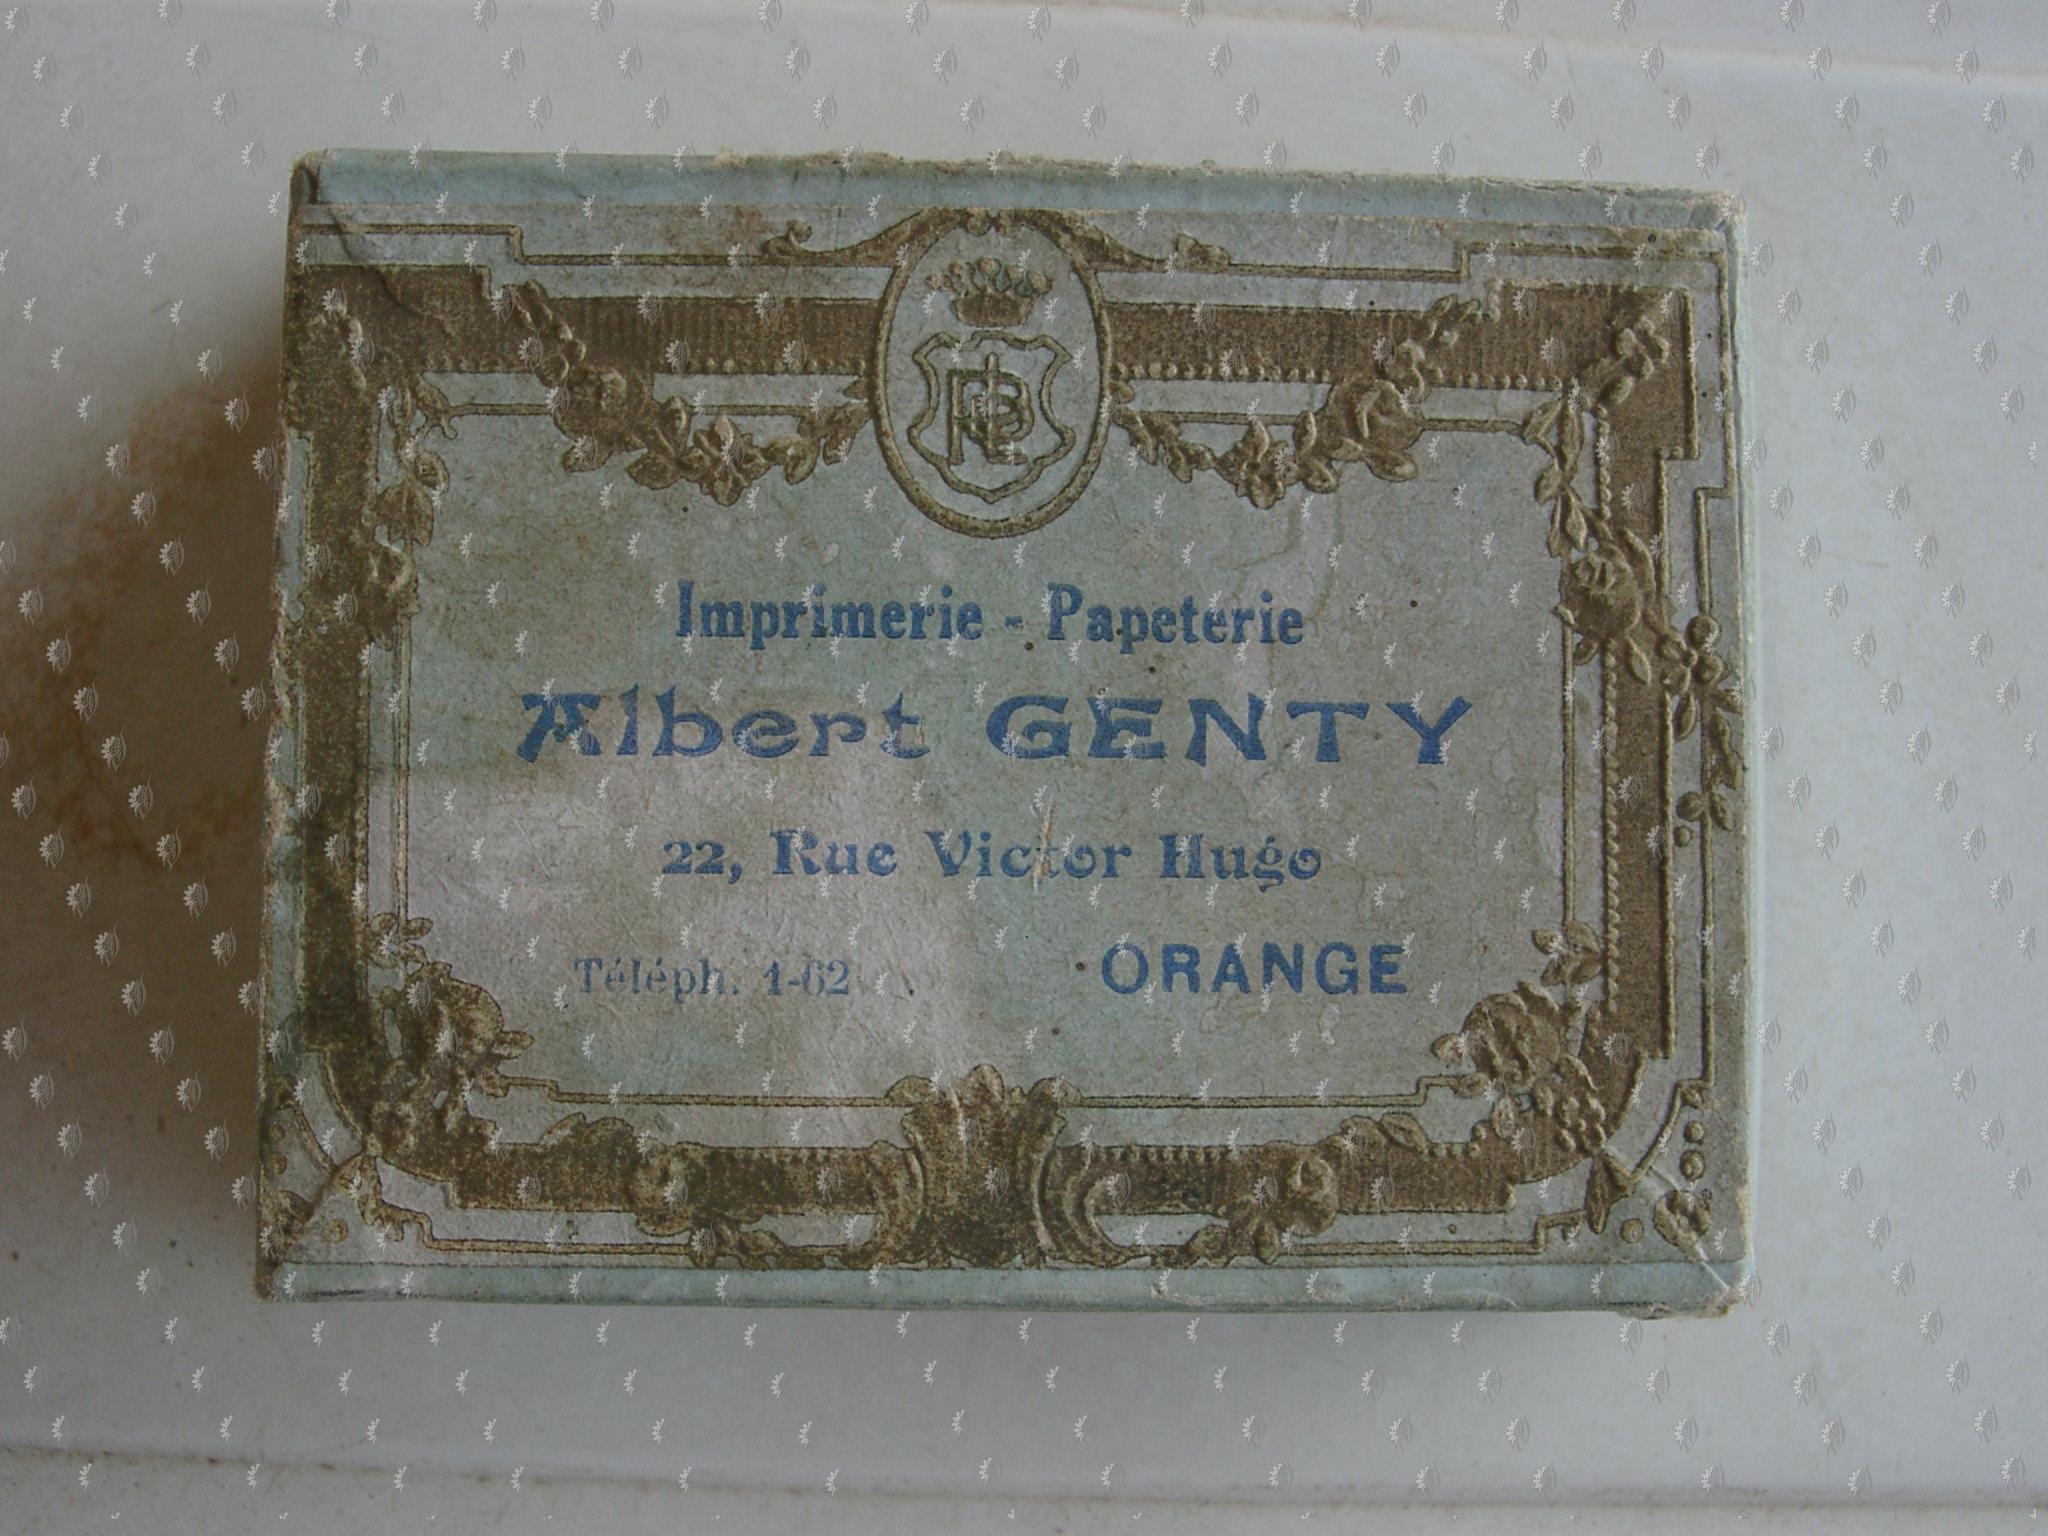 Imprimerie - Papeterie
Albert GENTY
22, Rue Victor Hugo
Téléph. 1-62 ORANGE